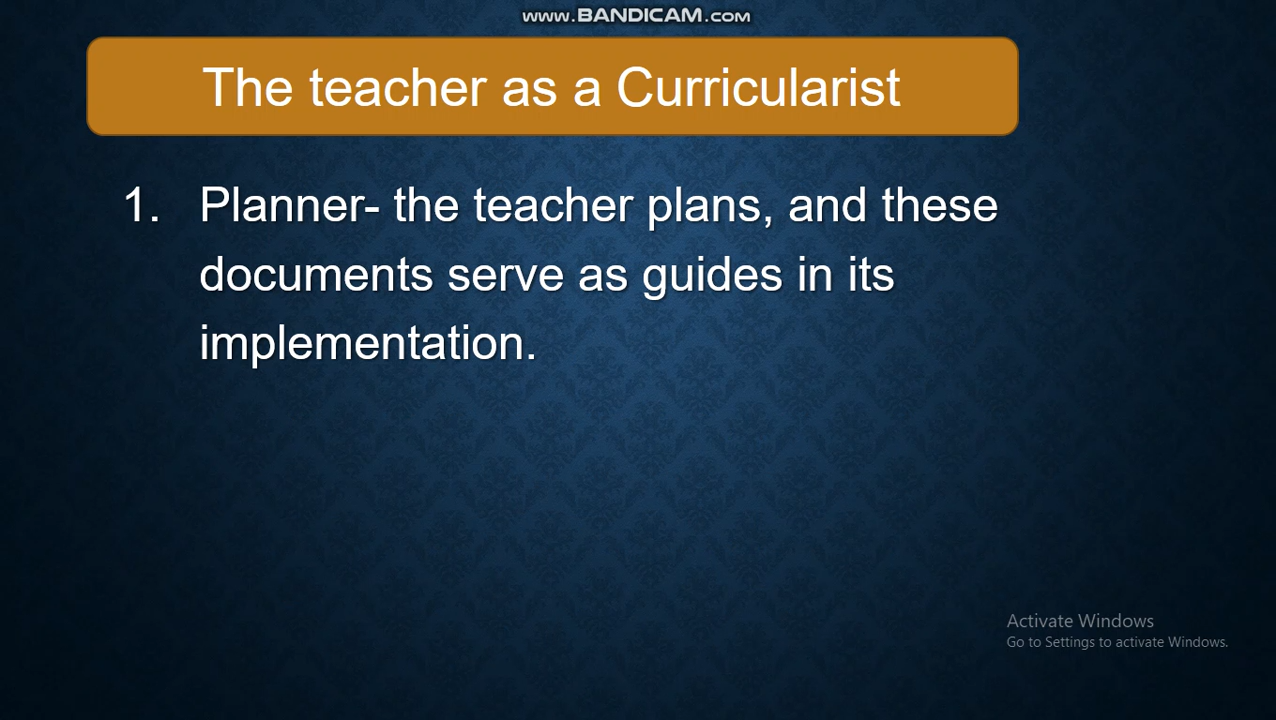 www.BANDICAM.com
The teacher as a Curricularist
1. Planner- the teacher plans, and these
documents serve as guides in its
implementation.
Activate Windows
Go to Settings to activate Windows.